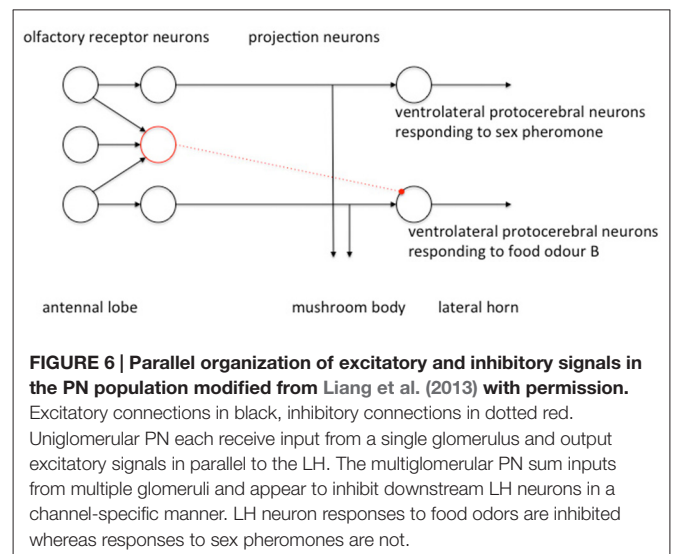 olfactory receptor neurons projection neurons
ventrolateral protocerebral neurons
responding to sex pheromone
ventrolateral protocerebral neurons
responding to food odour B
antennal lobe mushroom body lateral horn
FIGURE 6 | Parallel organization of excitatory and inhibitory signals in
the PN population modified from Liang et al. (2013) with permission.
Excitatory connections in black, inhibitory connections in dotted red.
Uniglomerular PN each receive input from a single glomerulus and output
excitatory signals in parallel to the LH. The multiglomerular PN sum inputs
from multiple glomeruli and appear to inhibit downstream LH neurons in a
channel-specific manner. LH neuron responses to food odors are inhibited
whereas responses to sex pheromones are not.